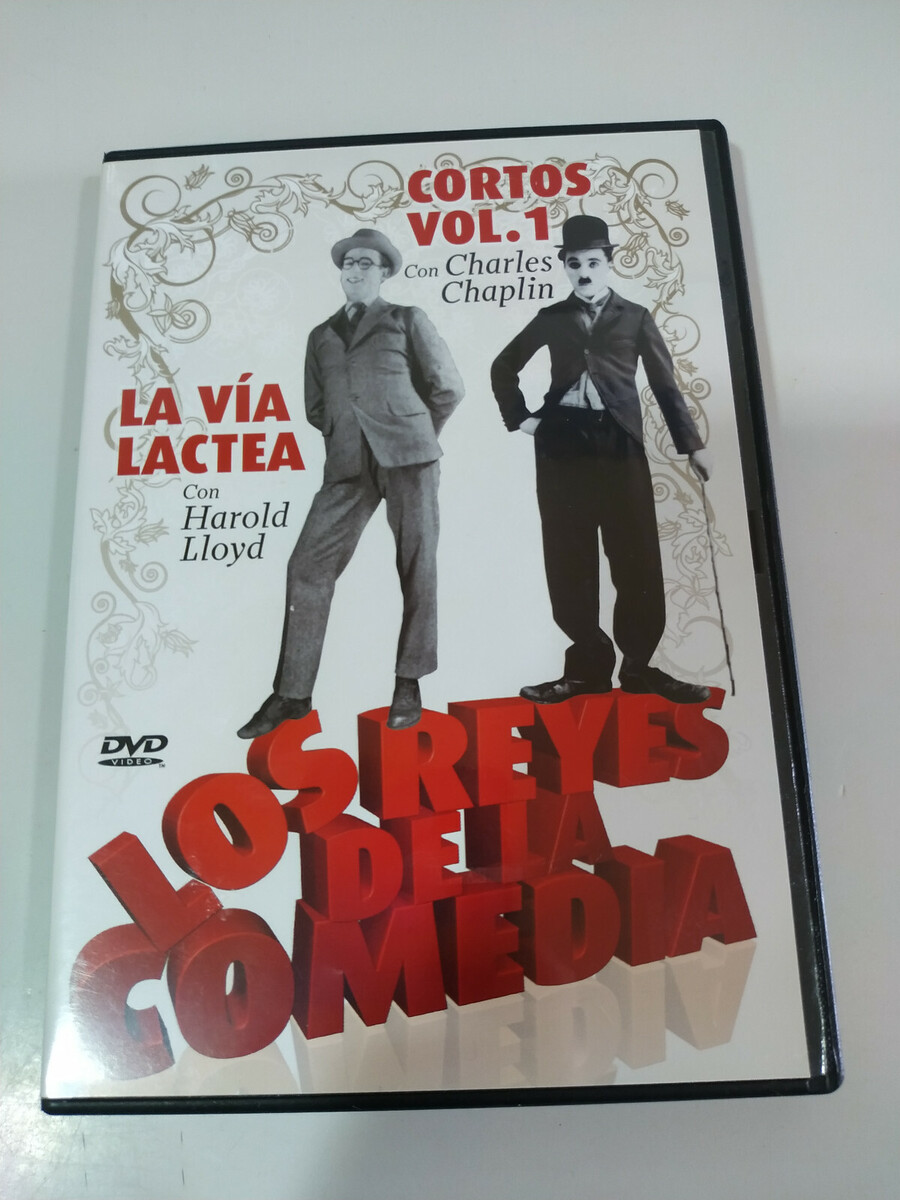 CORTOS
VOL.1
Con Charles
Chaplin
LA VÍA
LACTEA
Con
Harold
Lloyd
DVD
VIDEO
TM
LOS REYES
DE LA
COMEDIA